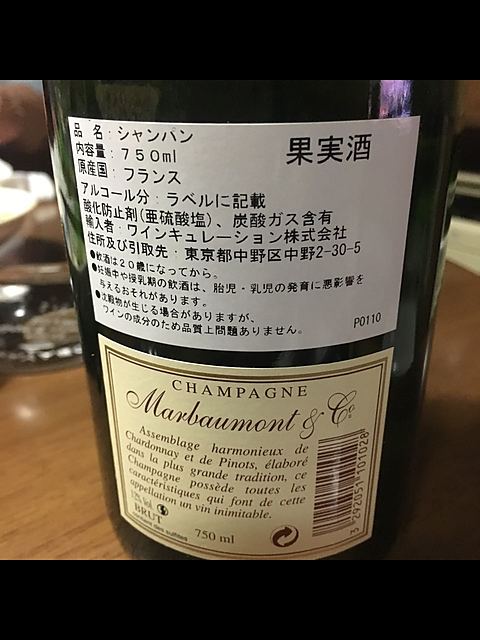 品　名：シャンパン
果実酒
内容量：７５０ml
原産国：フランス
アルコール分：ラベルに記載
酸化防止剤(亜硫酸塩)、炭酸ガス含有
輸入者：ワインキュレーション株式会社
住所及び引取先：東京都中野区中野2-30-5
●飲酒は２０歳になってから。
●妊娠中や授乳期の飲酒は、胎児・乳児の発育に悪影響を
与えるおそれがあります。
●沈殿物が生じる場合がありますが、
ワインの成分のため品質上問題ありません。
P0110
CHAMPAGNE
Marbaumont & Co
Assemblage harmonieux de
Chardonnay et de Pinots, élaboré
dans la plus grande tradition, ce
Champagne possède toutes les
caractéristiques qui font de cette
appellation un vin inimitable.
12% Vol.
BRUT
des sulfites
750 ml
3 292051 101028